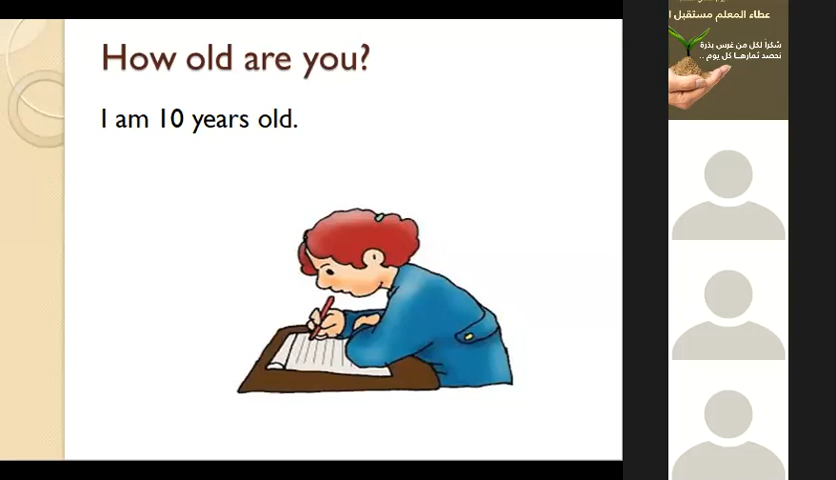 How old are you?
I am 10 years old.
عطاء المعلم مستقبل
شكراً لكل من غرس بذرة
نحصد ثمارهـا كل يوم ..